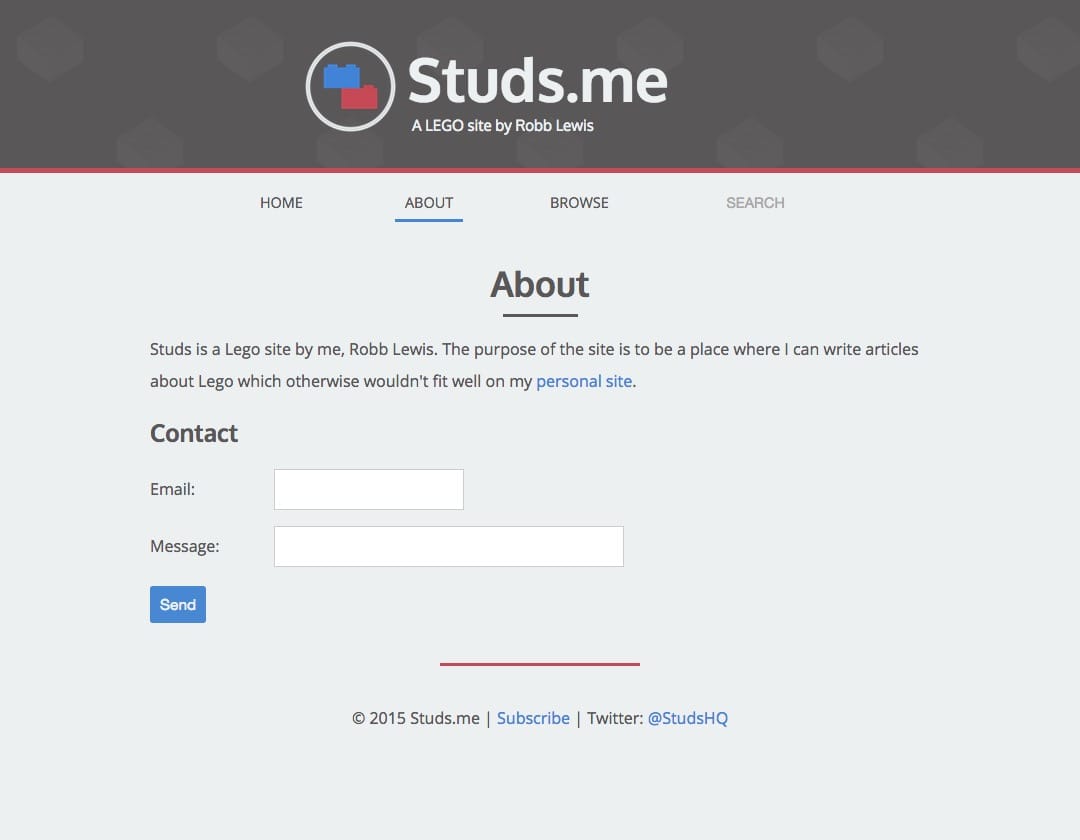 Studs.me
A LEGO site by Robb Lewis
HOME ABOUT BROWSE SEARCH
About
Studs is a Lego site by me, Robb Lewis. The purpose of the site is to be a place where I can write articles
about Lego which otherwise wouldn't fit well on my personal site.
Contact
Email:
Message:
Send
© 2015 Studs.me | Subscribe | Twitter: @StudsHQ